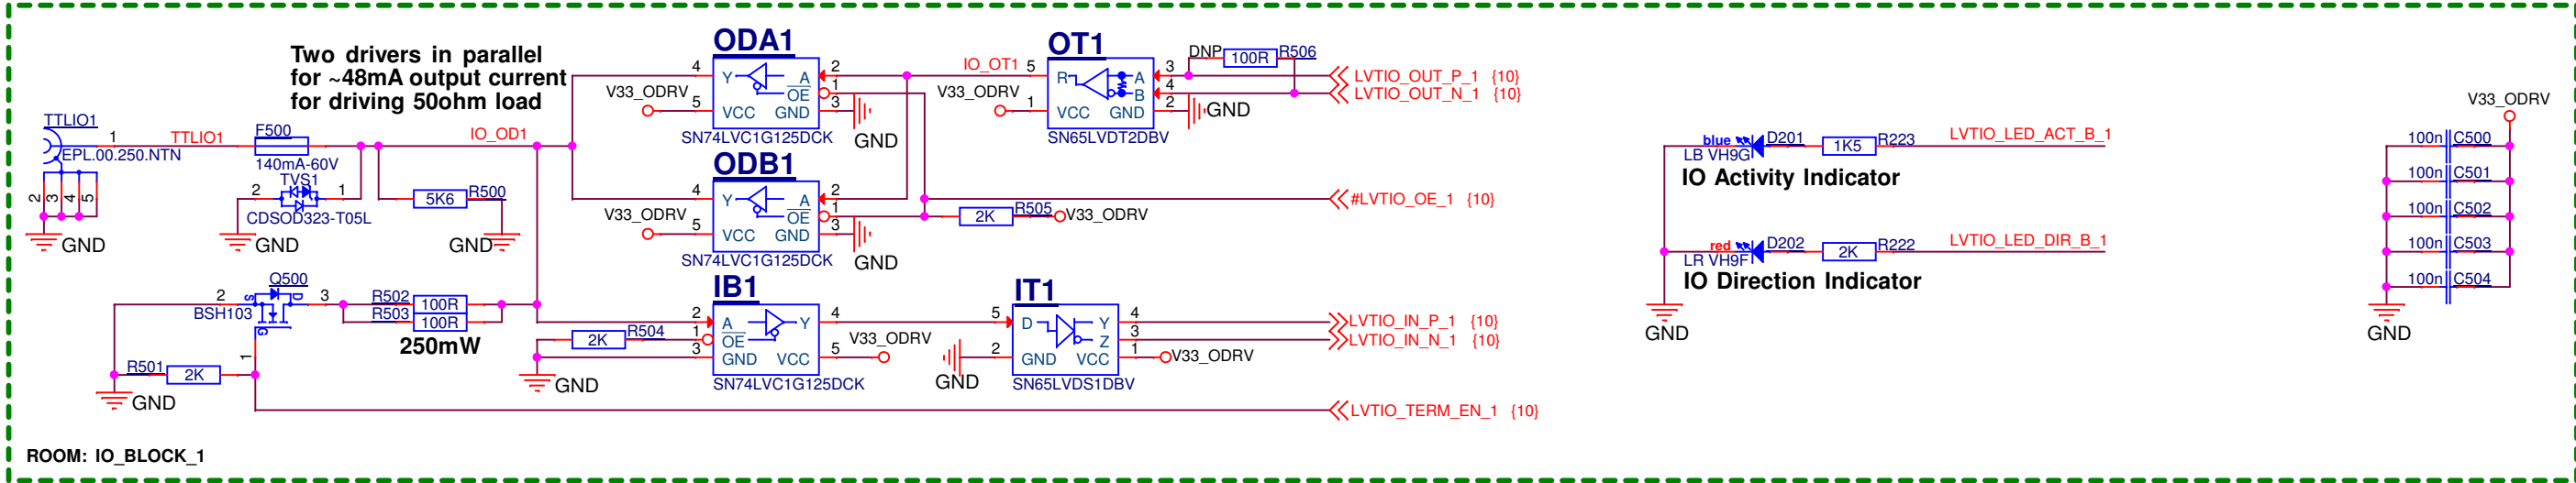 Two drivers in parallel
for ~48mA output current
for driving 50ohm load
TTLIO1
1
EPL.00.250.NTN
2
3
4
5
GND
TTLIO1
F500
140mA-60V
TVS1
2
1
CDSOD323-T05L
GND
IO_OD1
5K6
R500
GND
ODA1
4
Y
A
2
OE
1
V33_ODRV
5
VCC
GND
3
GND
SN74LVC1G125DCK
ODB1
4
Y
A
2
OE
1
V33_ODRV
5
VCC
GND
3
GND
SN74LVC1G125DCK
IO_OT1
OT1
5
R
A
3
B
4
V33_ODRV
1
VCC
GND
2
GND
SN65LVDT2DBV
DNP
100R
R506
LVTIO_OUT_P_1 {10]
LVTIO_OUT_N_1 {10]
#LVTIO_OE_1 {10]
2K
R505
V33_ODRV
Q500
2
S
D
3
BSH103
G
1
R501
2K
GND
R502
100R
R503
100R
250mW
IB1
2
A
Y
4
2K
R504
1
OE
3
GND
VCC
5
V33_ODRV
GND
SN74LVC1G125DCK
IT1
5
D
Y
4
Z
3
2
GND
VCC
1
V33_ODRV
GND
SN65LVDS1DBV
LVTIO_IN_P_1 {10]
LVTIO_IN_N_1 {10]
LVTIO_TERM_EN_1 {10]
blue
D201
LB VH9G
1K5
R223
LVTIO_LED_ACT_B_1
IO Activity Indicator
red
D202
LR VH9F
2K
R222
LVTIO_LED_DIR_B_1
IO Direction Indicator
GND
V33_ODRV
100n
C500
100n
C501
100n
C502
100n
C503
100n
C504
GND
ROOM: IO_BLOCK_1